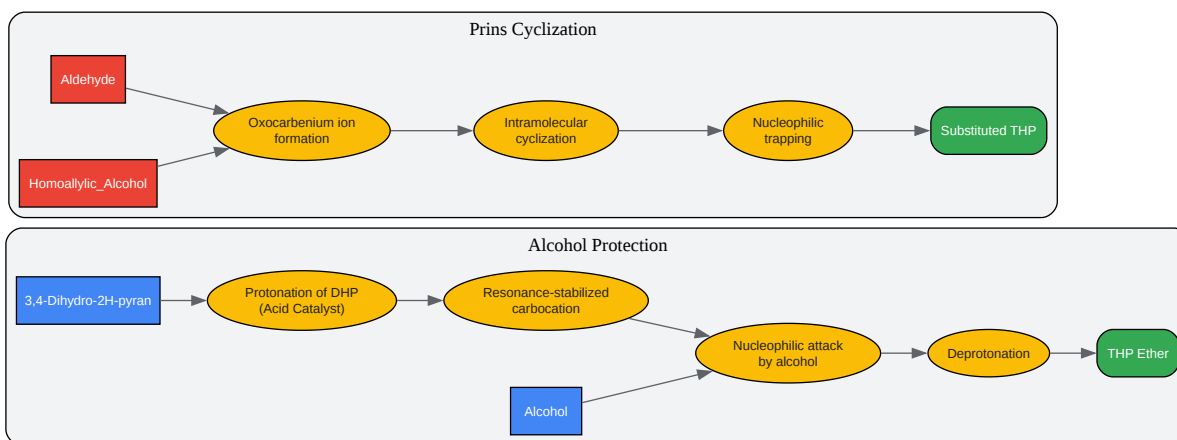 Prins Cyclization
Aldehyde
Homoallylic_Alcohol
Oxocarbenium ion
formation
Intramolecular
cyclization
Nucleophilic
trapping
Substituted THP
Alcohol Protection
3,4-Dihydro-2H-pyran
Protonation of DHP
(Acid Catalyst)
Resonance-stabilized
carbocation
Alcohol
Nucleophilic attack
by alcohol
Deprotonation
THP Ether